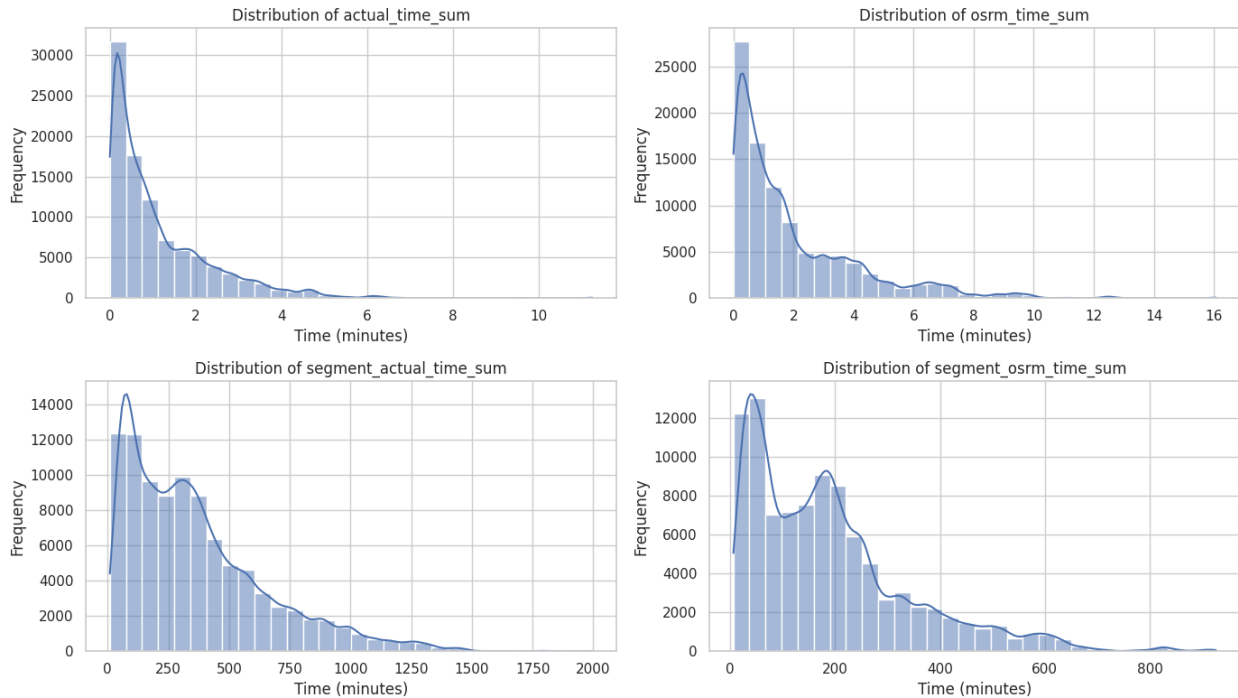 Distribution of actual_time_sum
Frequency
30000
25000
20000
15000
10000
5000
0
0 2 4 6 8 10
Time (minutes)
Distribution of osrm_time_sum
Frequency
25000
20000
15000
10000
5000
0
0 2 4 6 8 10 12 14 16
Time (minutes)
Distribution of segment_actual_time_sum
Frequency
14000
12000
10000
8000
6000
4000
2000
0
0 250 500 750 1000 1250 1500 1750 2000
Time (minutes)
Distribution of segment_osrm_time_sum
Frequency
12000
10000
8000
6000
4000
2000
0
0 200 400 600 800
Time (minutes)